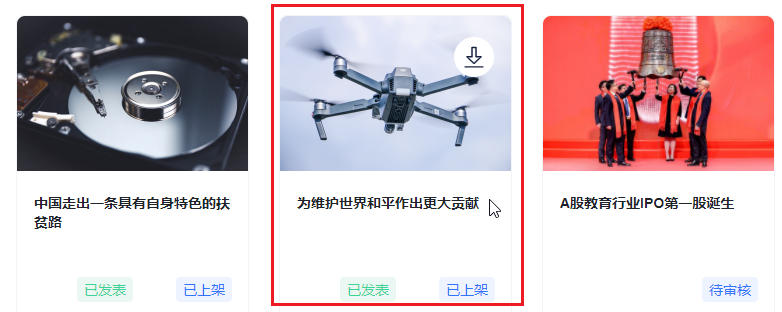 中国走出一条具有自身特色的扶
贫路
已发表
已上架
为维护世界和平作出更大贡献
已发表
已上架
A股教育行业IPO第一股诞生
待审核